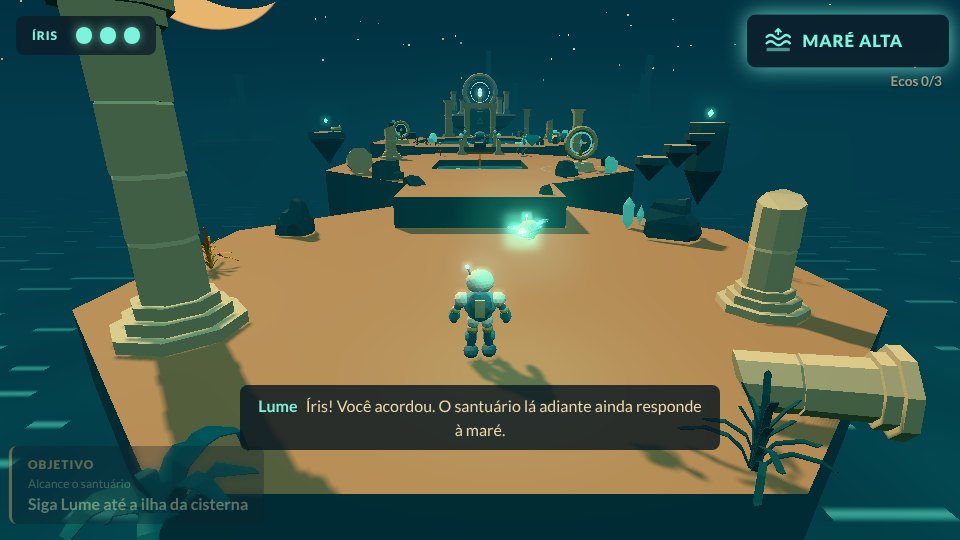 ÍRIS
MARÉ ALTA
Ecos 0/3
Lume Íris! Você acordou. O santuário lá adiante ainda responde
à maré.
OBJETIVO
Alcance o santuário
Siga Lume até a ilha da cisterna